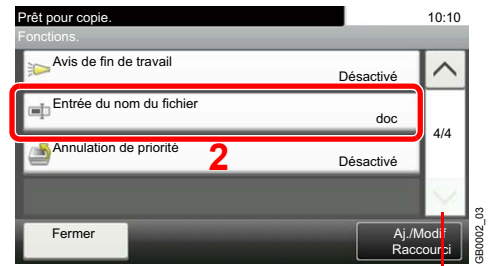 Prêt pour copie.
10:10
Fonctions.
Avis de fin de travail
Désactivé
Entrée du nom du fichier
doc
4/4
Annulation de priorité
2
Désactivé
Fermer
Aj./Modif
Raccourci
GB0002_03